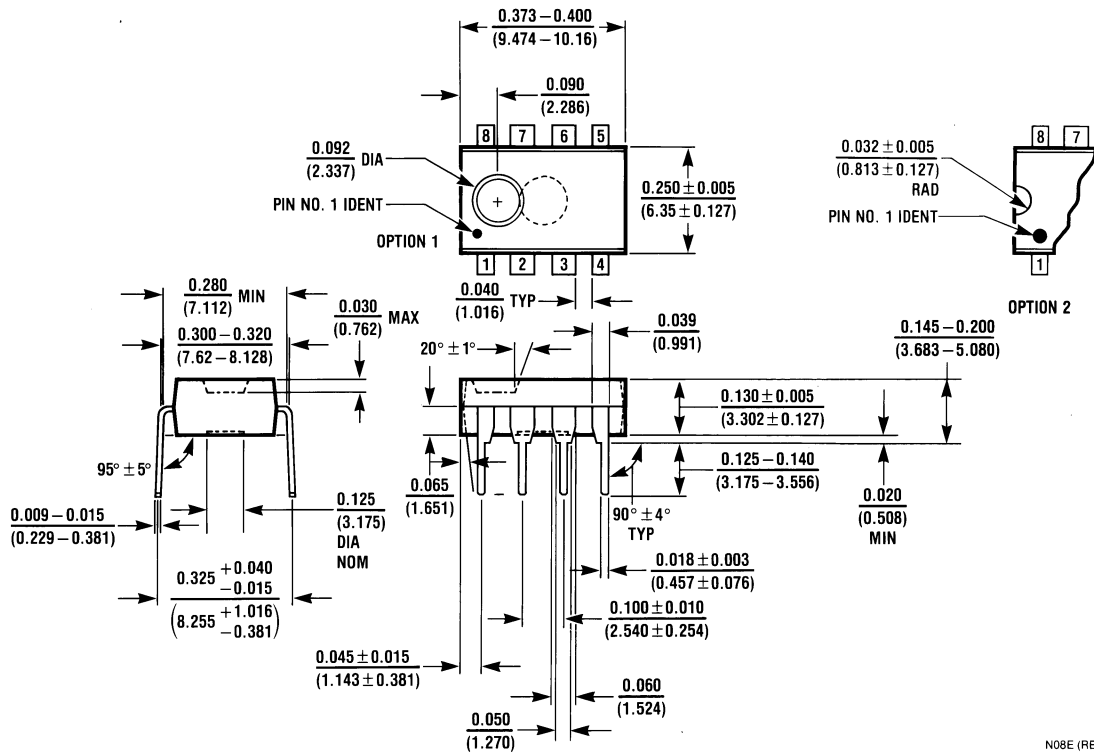 0.373 – 0.400
(9.474 – 10.16)
0.090
(2.286)
8 7 6 5
0.092 DIA
(2.337)
PIN NO. 1 IDENT
OPTION 1
1 2 3 4
0.250 ± 0.005
(6.35 ± 0.127)
8 7
0.032 ± 0.005
(0.813 ± 0.127)
RAD
PIN NO. 1 IDENT
1
OPTION 2
0.280 MIN
(7.112)
0.300 – 0.320
(7.62 – 8.128)
0.030 MAX
(0.762)
0.040 TYP
(1.016)
0.039
(0.991)
20° ± 1°
0.145 – 0.200
(3.683 – 5.080)
0.130 ± 0.005
(3.302 ± 0.127)
0.125 – 0.140
(3.175 – 3.556)
0.020
(0.508)
MIN
95° ± 5°
0.009 – 0.015
(0.229 – 0.381)
0.125
(3.175)
DIA
NOM
0.065
(1.651)
90° ± 4°
TYP
0.325 +0.040
−0.015
(8.255 +1.016
−0.381)
0.018 ± 0.003
(0.457 ± 0.076)
0.100 ± 0.010
(2.540 ± 0.254)
0.045 ± 0.015
(1.143 ± 0.381)
0.060
(1.524)
0.050
(1.270)
N08E (RE